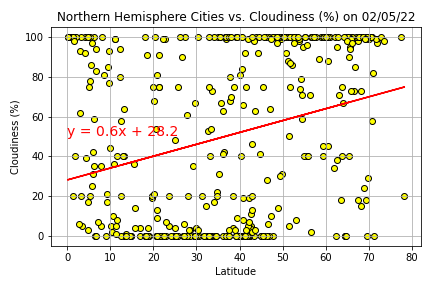 Northern Hemisphere Cities vs. Cloudiness (%) on 02/05/22
100
80
60
40
20
0
Cloudiness (%)
y = 0.6x + 28.2
0 10 20 30 40 50 60 70 80
Latitude